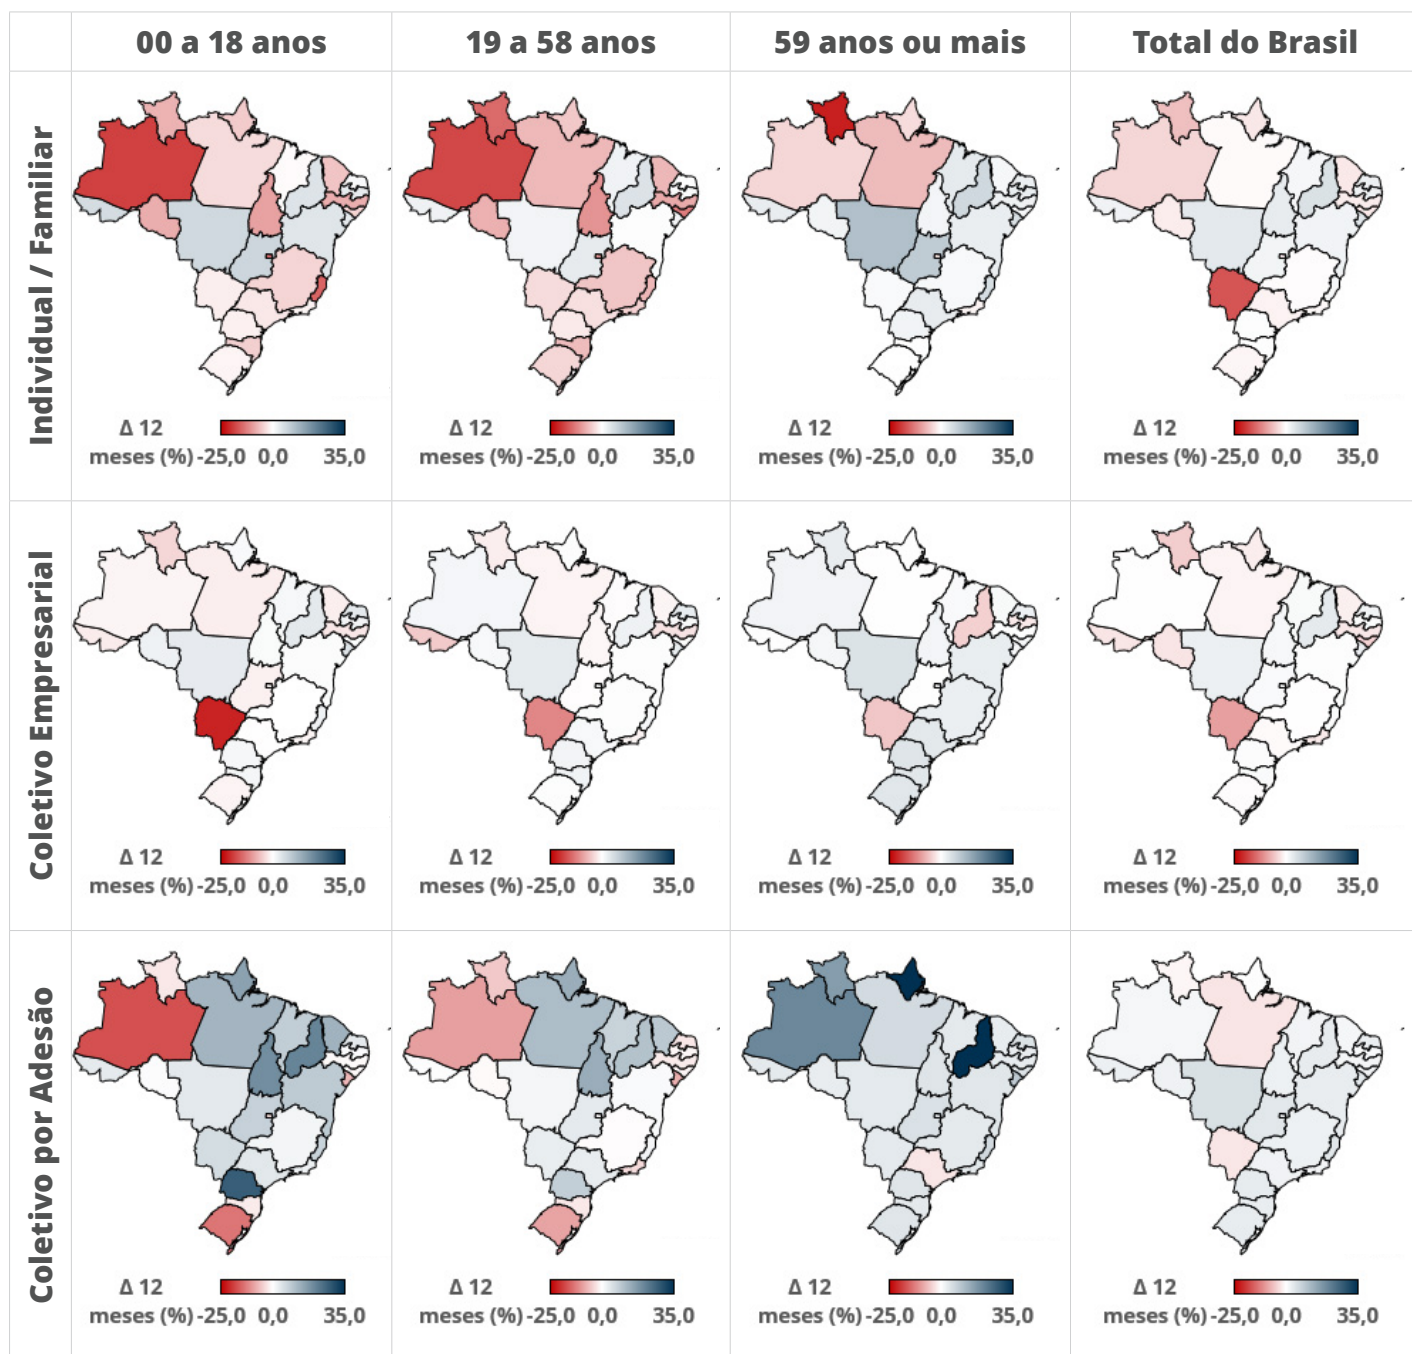 00 a 18 anos
19 a 58 anos
59 anos ou mais
Total do Brasil
Individual / Familiar
Δ 12
meses (%) -25,0 0,0 35,0
Δ 12
meses (%) -25,0 0,0 35,0
Δ 12
meses (%) -25,0 0,0 35,0
Δ 12
meses (%) -25,0 0,0 35,0
Coletivo Empresarial
Δ 12
meses (%) -25,0 0,0 35,0
Δ 12
meses (%) -25,0 0,0 35,0
Δ 12
meses (%) -25,0 0,0 35,0
Δ 12
meses (%) -25,0 0,0 35,0
Coletivo por Adesão
Δ 12
meses (%) -25,0 0,0 35,0
Δ 12
meses (%) -25,0 0,0 35,0
Δ 12
meses (%) -25,0 0,0 35,0
Δ 12
meses (%) -25,0 0,0 35,0